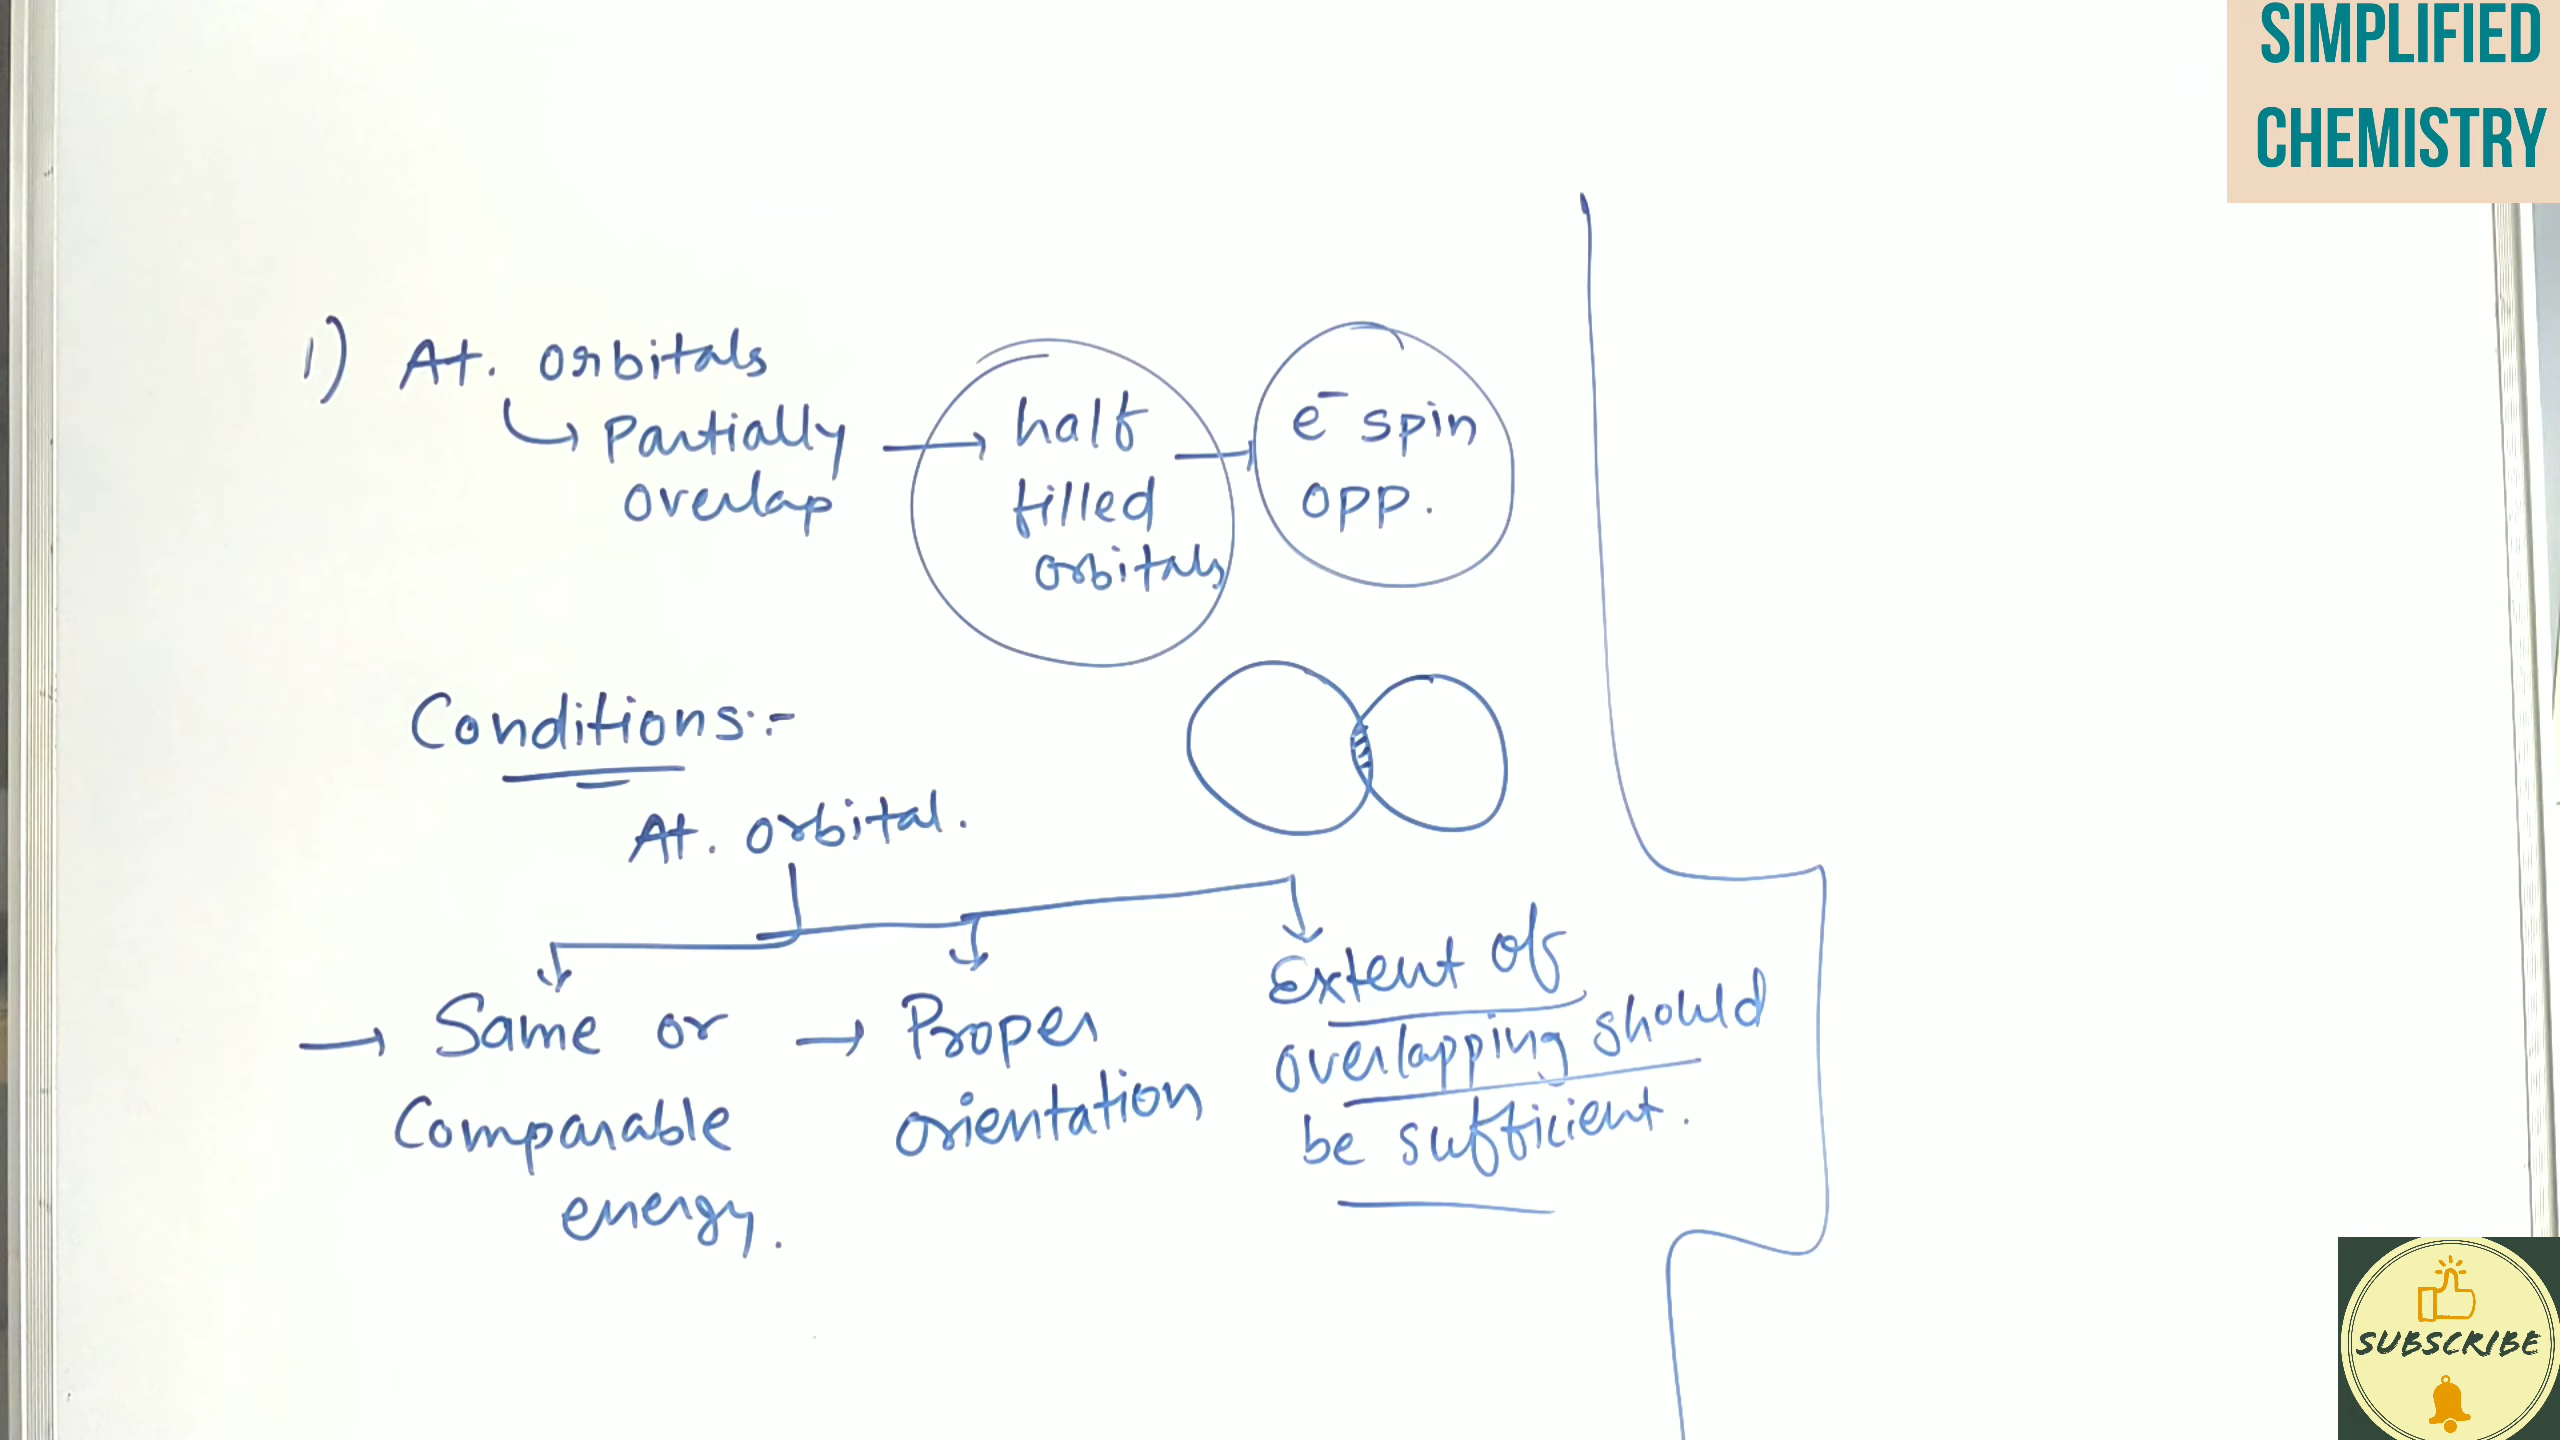 SIMPLIFIED
CHEMISTRY
1) At. orbitals
Partially
overlap
half
filled
orbitals
e⁻ spin
opp.
Conditions:-
At. orbital.
Same or
Comparable
energy.
Proper
orientation
Extent of
overlapping should
be sufficient.
SUBSCRIBE